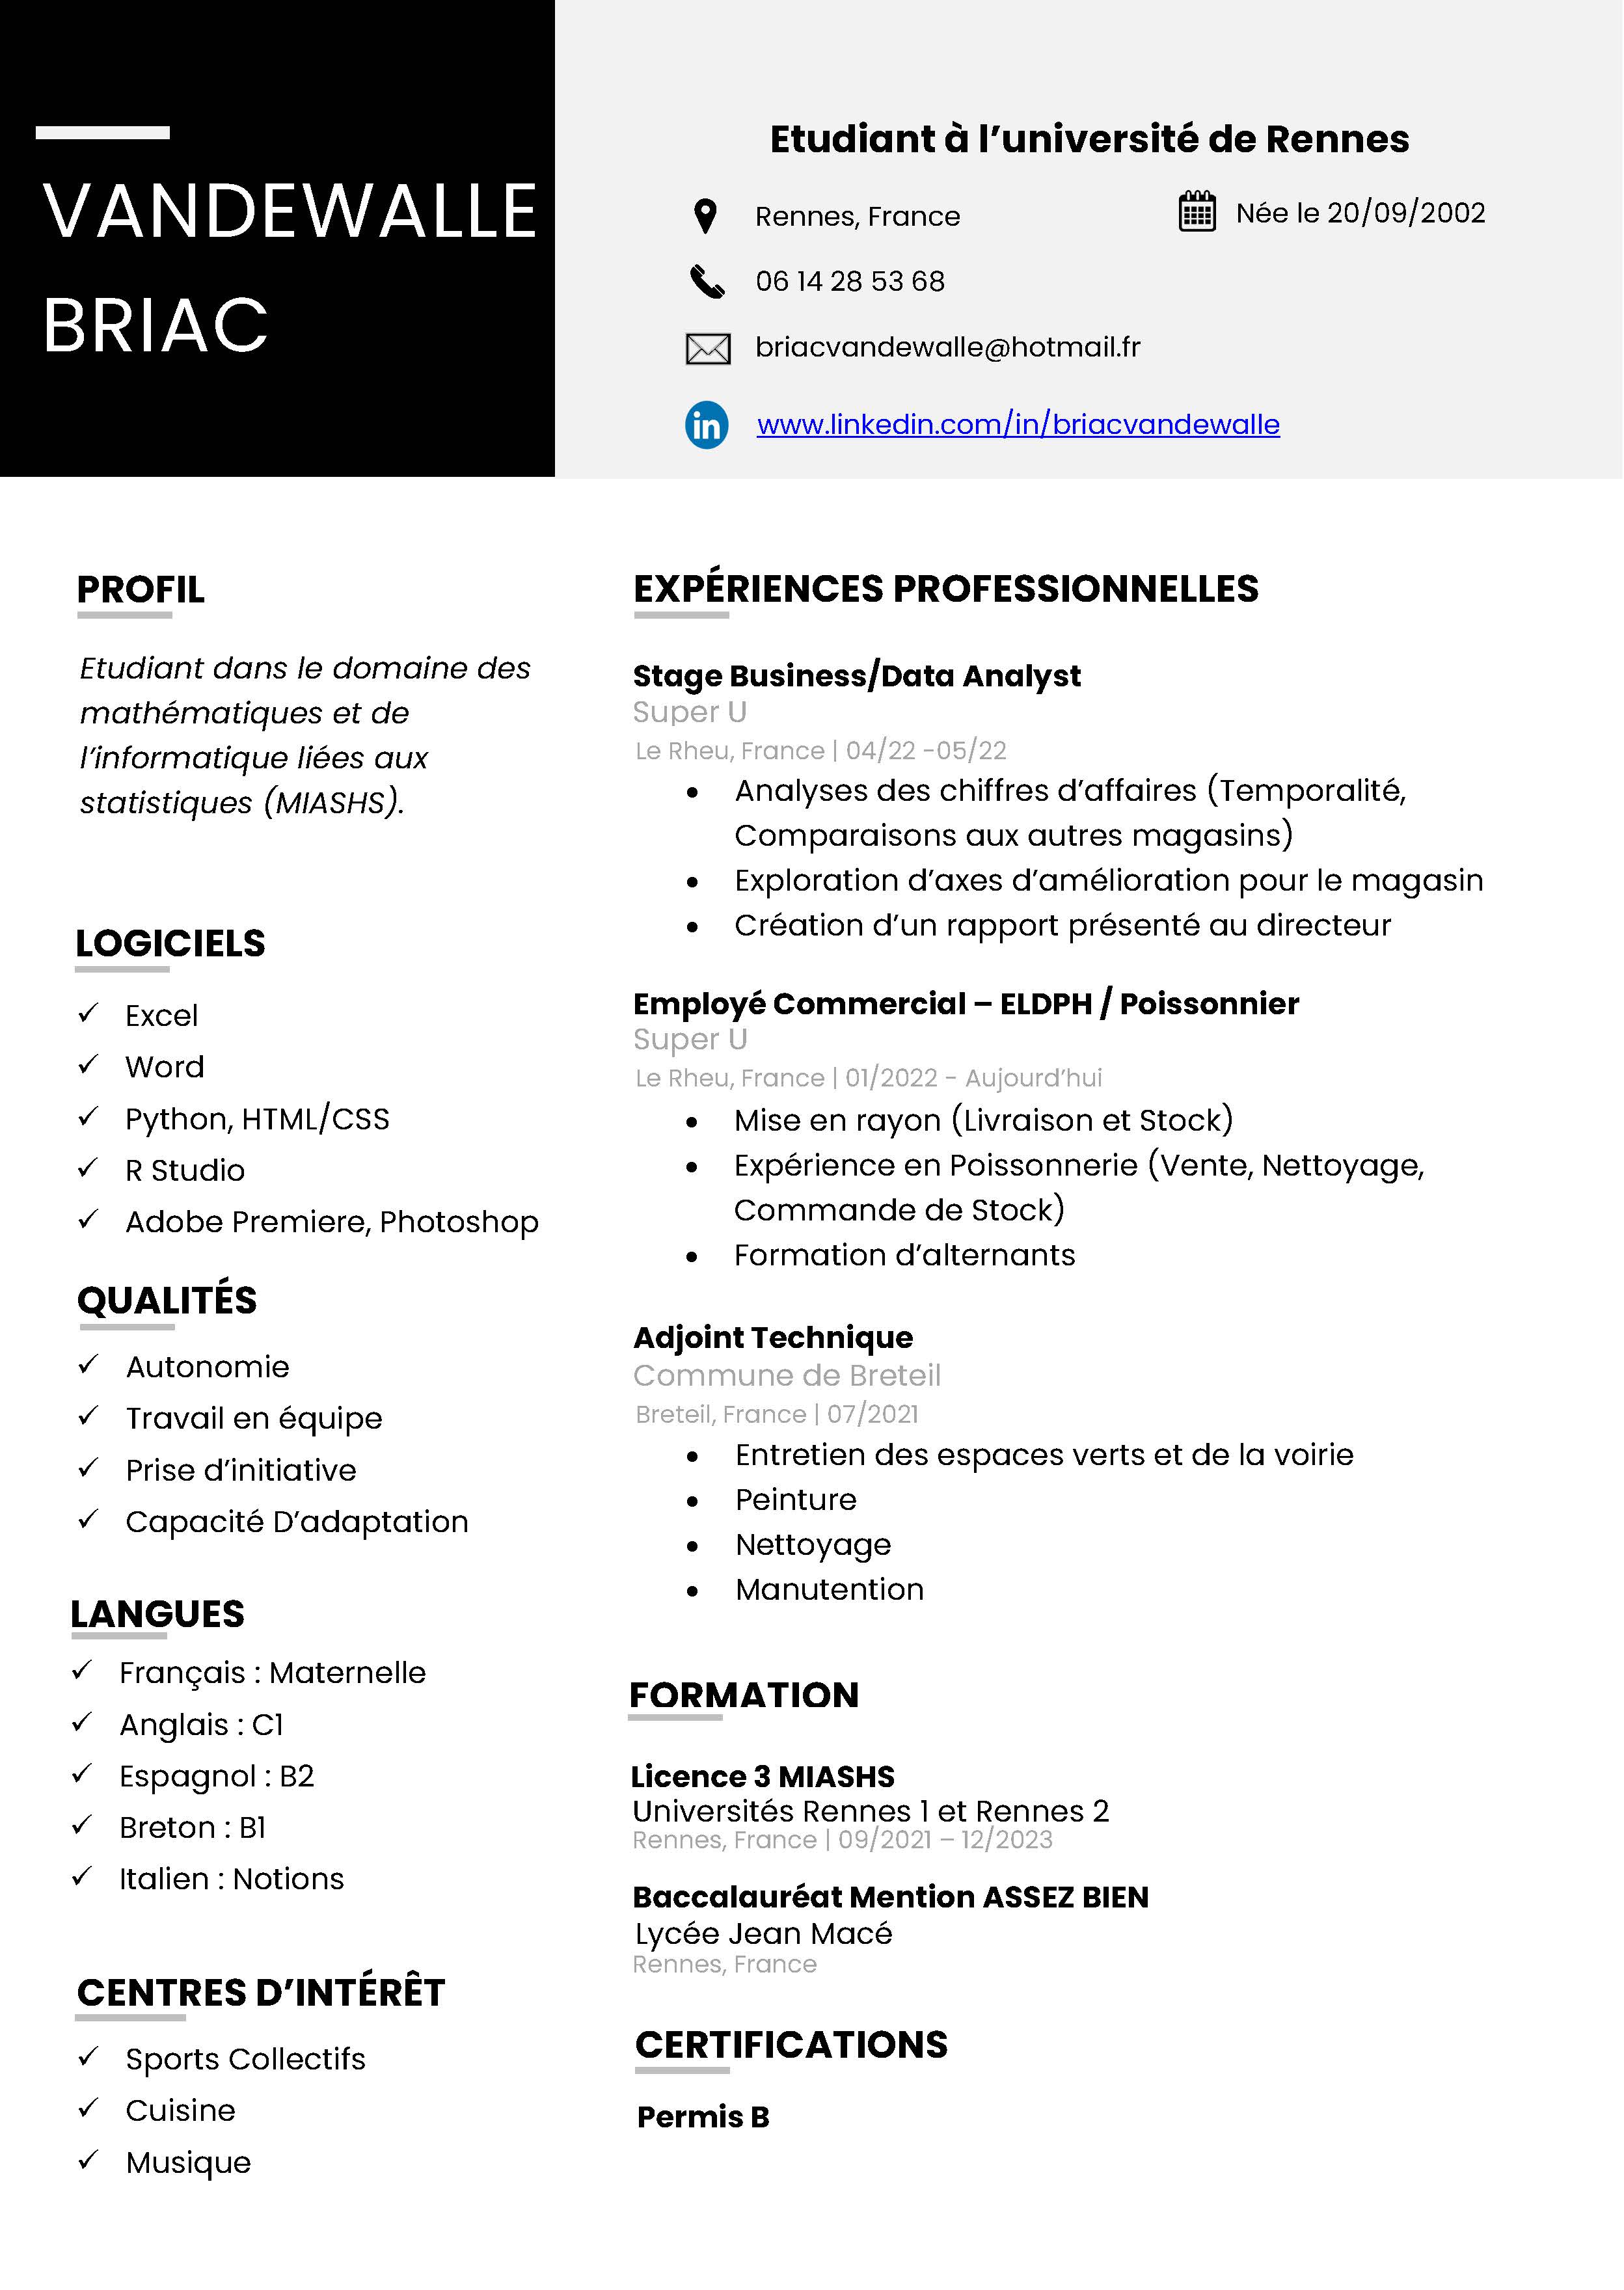 VANDEWALLE
BRIAC
Etudiant à l’université de Rennes
Rennes, France
Née le 20/09/2002
06 14 28 53 68
briacvandewalle@hotmail.fr
in
www.linkedin.com/in/briacvandewalle
PROFIL
Etudiant dans le domaine des
mathématiques et de
l’informatique liées aux
statistiques (MIASHS).
LOGICIELS
✓ Excel
✓ Word
✓ Python, HTML/CSS
✓ R Studio
✓ Adobe Premiere, Photoshop
QUALITÉS
✓ Autonomie
✓ Travail en équipe
✓ Prise d’initiative
✓ Capacité D’adaptation
LANGUES
✓ Français : Maternelle
✓ Anglais : C1
✓ Espagnol : B2
✓ Breton : B1
✓ Italien : Notions
CENTRES D’INTÉRÊT
✓ Sports Collectifs
✓ Cuisine
✓ Musique
EXPÉRIENCES PROFESSIONNELLES
Stage Business/Data Analyst
Super U
Le Rheu, France | 04/22 -05/22
• Analyses des chiffres d’affaires (Temporalité,
Comparaisons aux autres magasins)
• Exploration d’axes d’amélioration pour le magasin
• Création d’un rapport présenté au directeur
Employé Commercial – ELDPH / Poissonnier
Super U
Le Rheu, France | 01/2022 - Aujourd’hui
• Mise en rayon (Livraison et Stock)
• Expérience en Poissonnerie (Vente, Nettoyage,
Commande de Stock)
• Formation d’alternants
Adjoint Technique
Commune de Breteil
Breteil, France | 07/2021
• Entretien des espaces verts et de la voirie
• Peinture
• Nettoyage
• Manutention
FORMATION
Licence 3 MIASHS
Universités Rennes 1 et Rennes 2
Rennes, France | 09/2021 – 12/2023
Baccalauréat Mention ASSEZ BIEN
Lycée Jean Macé
Rennes, France
CERTIFICATIONS
Permis B